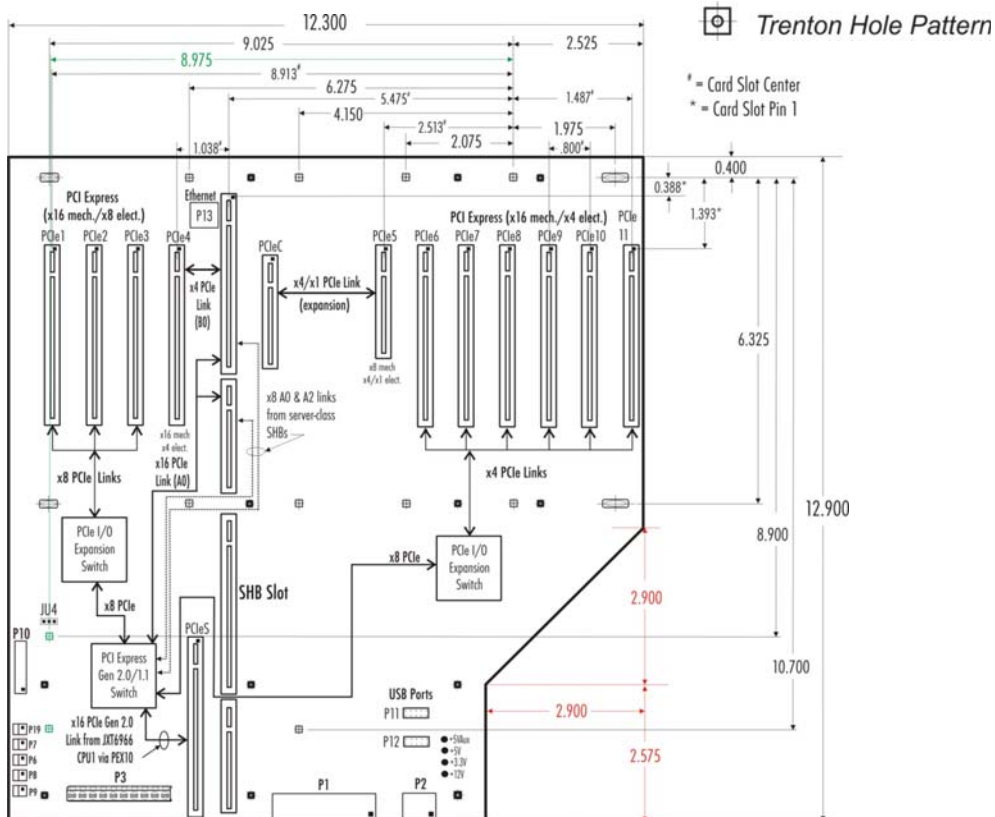 12.300
Trenton Hole Pattern
9.025
2.525
8.975
8.913#
6.275
# = Card Slot Center
* = Card Slot Pin 1
5.475#
1.487#
4.150
2.513#
1.975
1.038#
2.075
.800#
0.400
0.388*
1.393*
PCI Express
(x16 mech./x8 elect.)
Ethernet
P13
PCI Express (x16 mech./x4 elect.)
PCIe
11
PCIe1
PCIe2
PCIe3
PCIe4
PCIeC
PCIe5
PCIe6
PCIe7
PCIe8
PCIe9
PCIe10
x4 PCIe
Link
(B0)
x4/x1 PCIe Link
(expansion)
6.325
x8 mech
x4/x1 elect.
x8 A0 & A2 links
from server-class
SHBs
x16 mech
x4 elect.
x16 PCIe
Link (A0)
x8 PCIe Links
x4 PCIe Links
12.900
8.900
PCIe I/O
Expansion
Switch
PCIe I/O
Expansion
Switch
x8 PCIe
SHB Slot
2.900
x8 PCIe
JU4
P10
PCIeS
10.700
PCI Express
Gen 2.0/1.1
Switch
USB Ports
P11
2.900
x16 PCIe Gen 2.0
Link from JXT6966
CPU1 via PEX10
P12
+5VAux
+5V
+3.3V
+12V
2.575
P19
P7
P6
P8
P9
P3
P1
P2